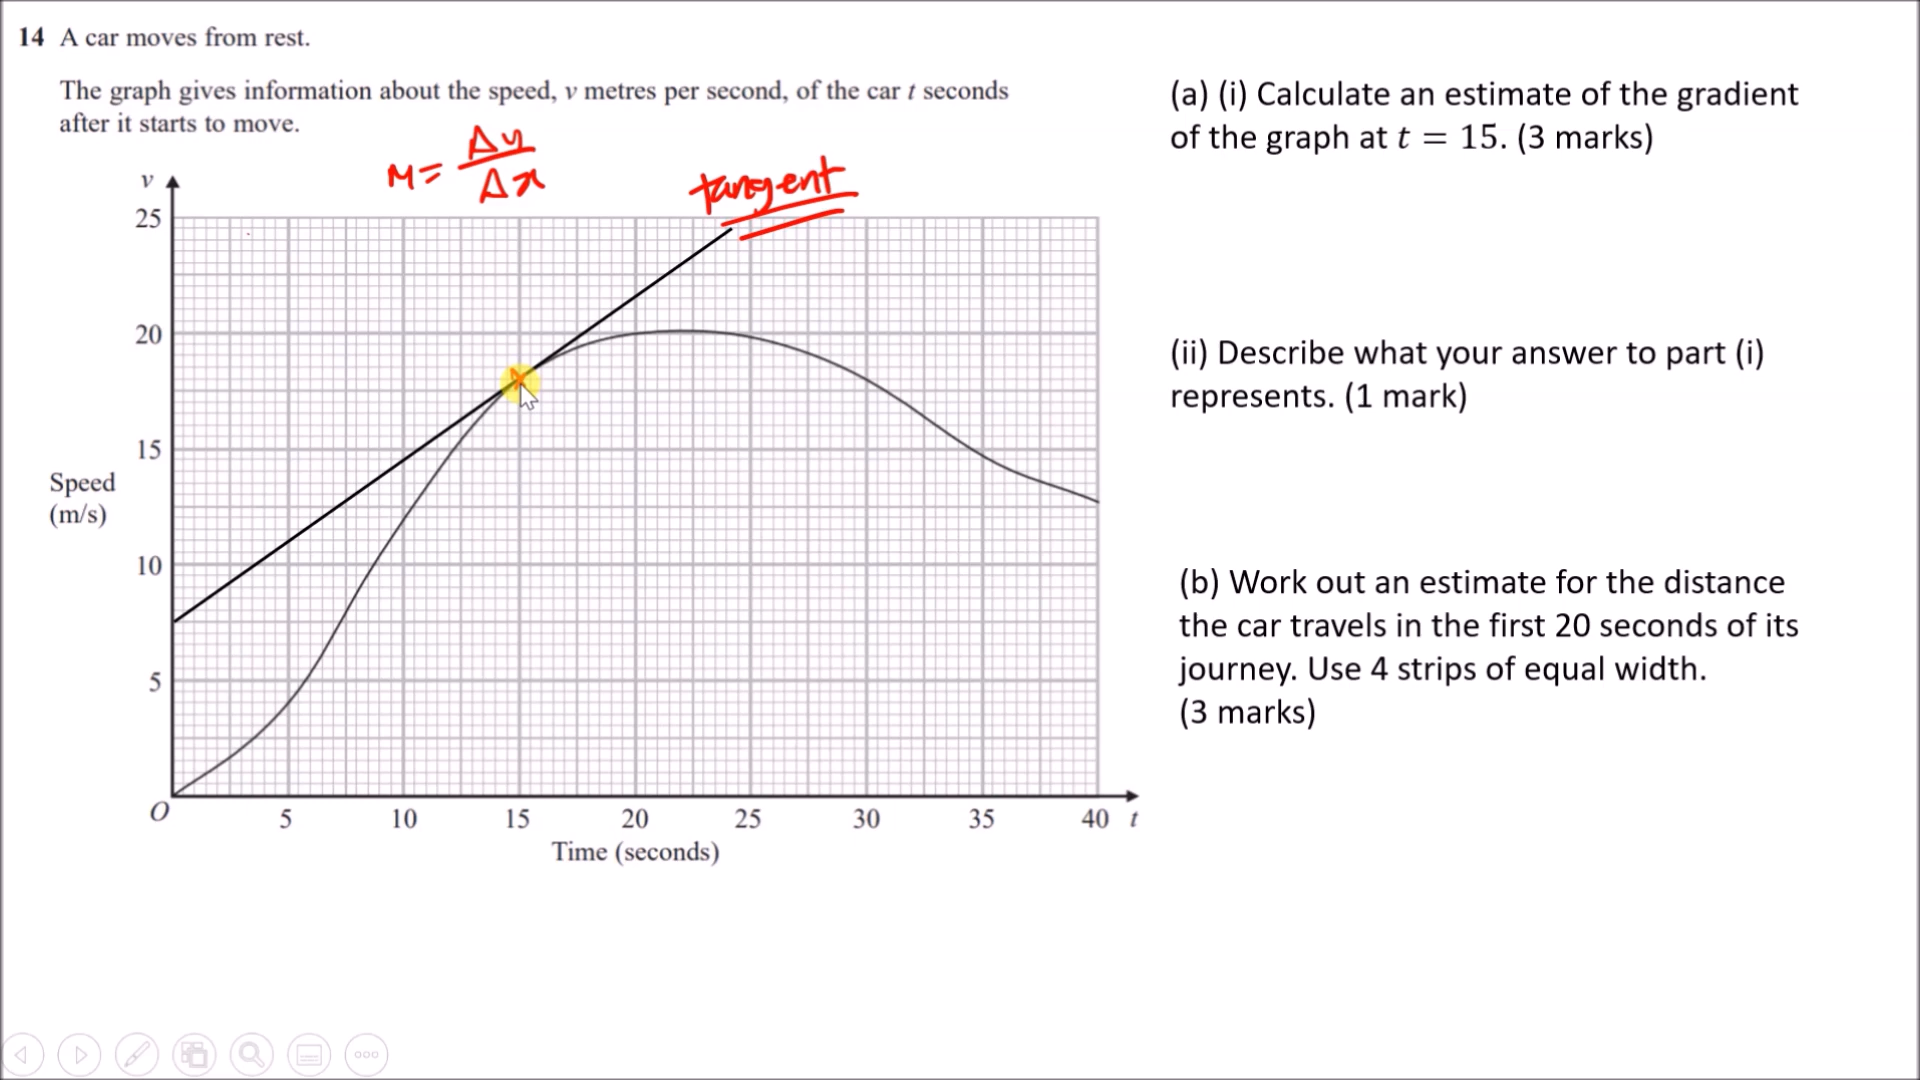 14 A car moves from rest.
The graph gives information about the speed, v metres per second, of the car t seconds
after it starts to move.
M = Δy
Δx
tangent
v
25
20
15
Speed
(m/s)
10
5
O
5 10 15 20 25 30 35 40 t
Time (seconds)
(a) (i) Calculate an estimate of the gradient
of the graph at t = 15. (3 marks)
(ii) Describe what your answer to part (i)
represents. (1 mark)
(b) Work out an estimate for the distance
the car travels in the first 20 seconds of its
journey. Use 4 strips of equal width.
(3 marks)